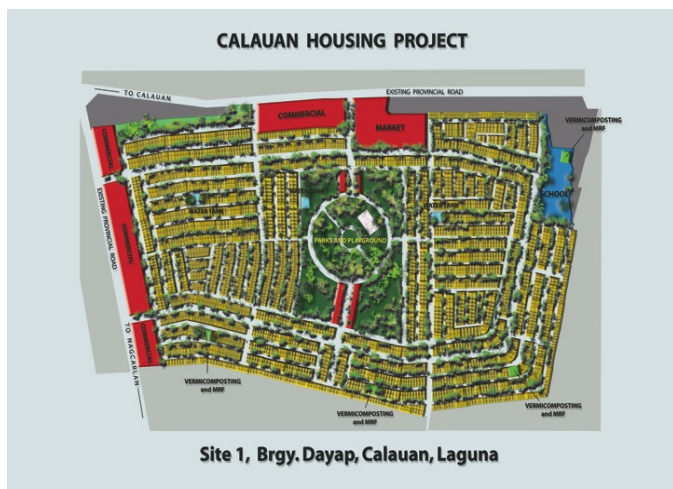 CALAUAN HOUSING PROJECT
TO CALAUAN
EXISTING PROVINCIAL ROAD
COMMERCIAL
MARKET
VERMICOMPOSTING
and MRF
COMMERCIAL
WATER TANK
SCHOOL
WATER TANK
WATER TANK
EXISTING PROVINCIAL ROAD
COMMERCIAL
PARKS AND PLAYGROUND
TO NAGCARLAN
COMMERCIAL
VERMICOMPOSTING
and MRF
VERMICOMPOSTING
and MRF
VERMICOMPOSTING
and MRF
Site 1, Brgy. Dayap, Calauan, Laguna